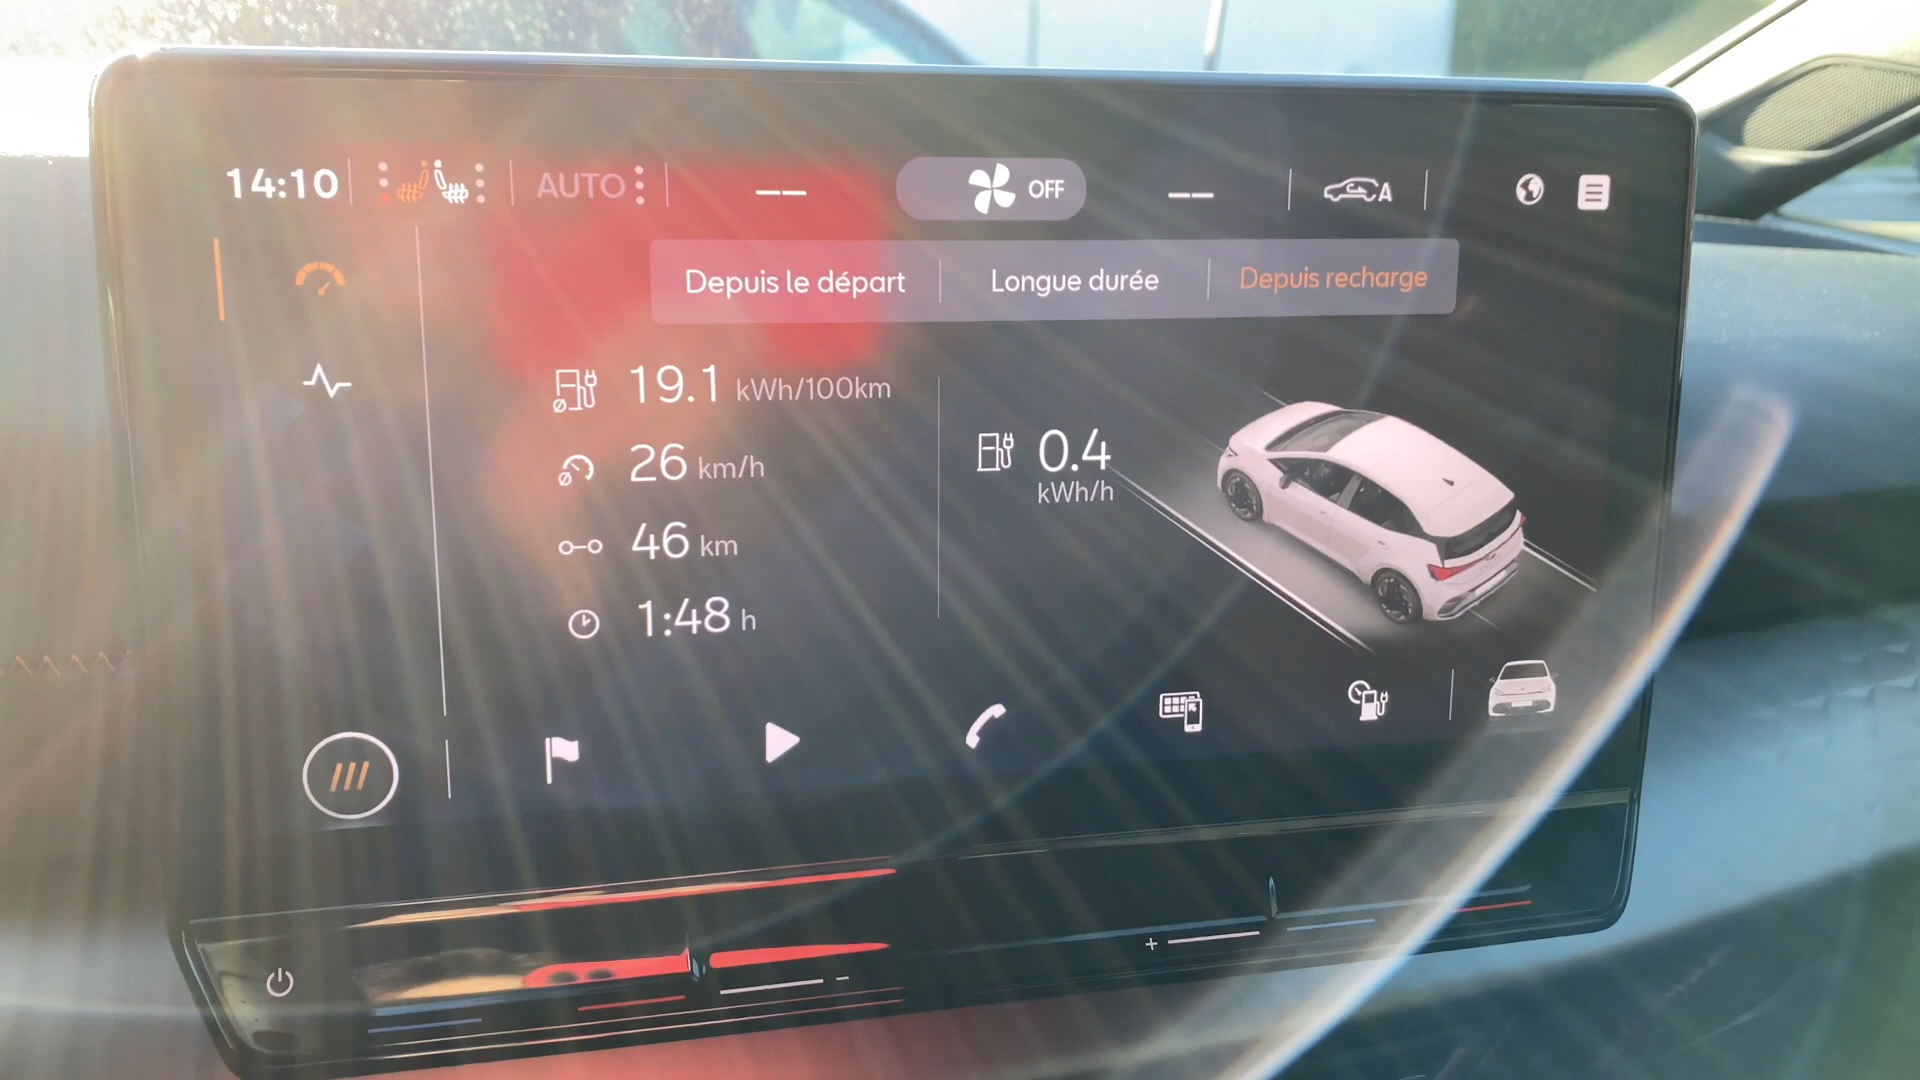 14:10 AUTO -- OFF -- A
Depuis le départ Longue durée Depuis recharge
19.1 kWh/100km
26 km/h
46 km
1:48 h
0.4
kWh/h
+ -